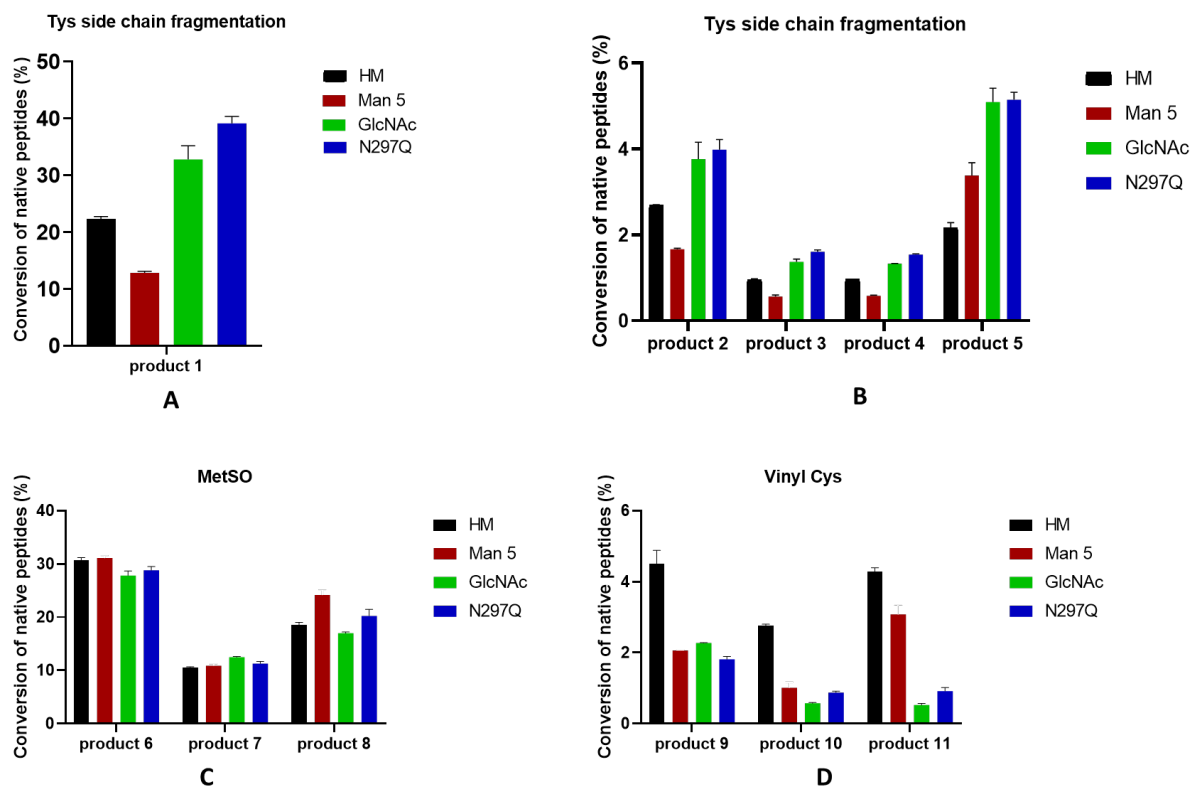 Tys side chain fragmentation
Conversion of native peptides (%)
50
40
30
20
10
0
product 1
HM
Man 5
GlcNAc
N297Q
A
Tys side chain fragmentation
Conversion of native peptides (%)
6
4
2
0
product 2 product 3 product 4 product 5
HM
Man 5
GlcNAc
N297Q
B
MetSO
Conversion of native peptides (%)
40
30
20
10
0
product 6 product 7 product 8
HM
Man 5
GlcNAc
N297Q
C
Vinyl Cys
Conversion of native peptides (%)
6
4
2
0
product 9 product 10 product 11
HM
Man 5
GlcNAc
N297Q
D